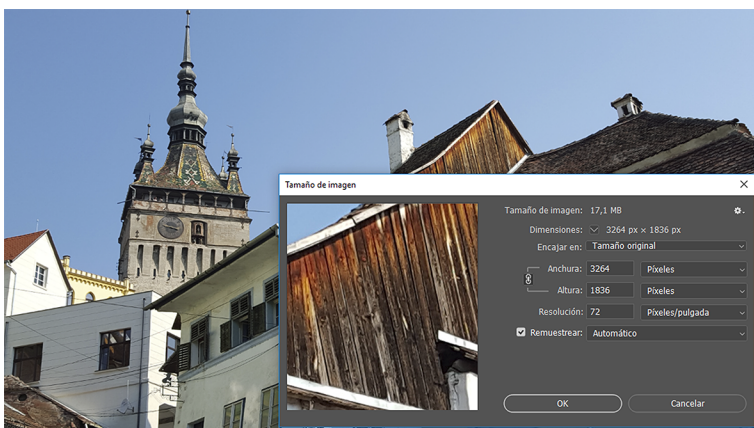 Tamaño de imagen
Tamaño de imagen: 17,1 MB
Dimensiones: 3264 px × 1836 px
Encajar en: Tamaño original
Anchura: 3264 Píxeles
Altura: 1836 Píxeles
Resolución: 72 Píxeles/pulgada
Remuestrear: Automático
OK Cancelar